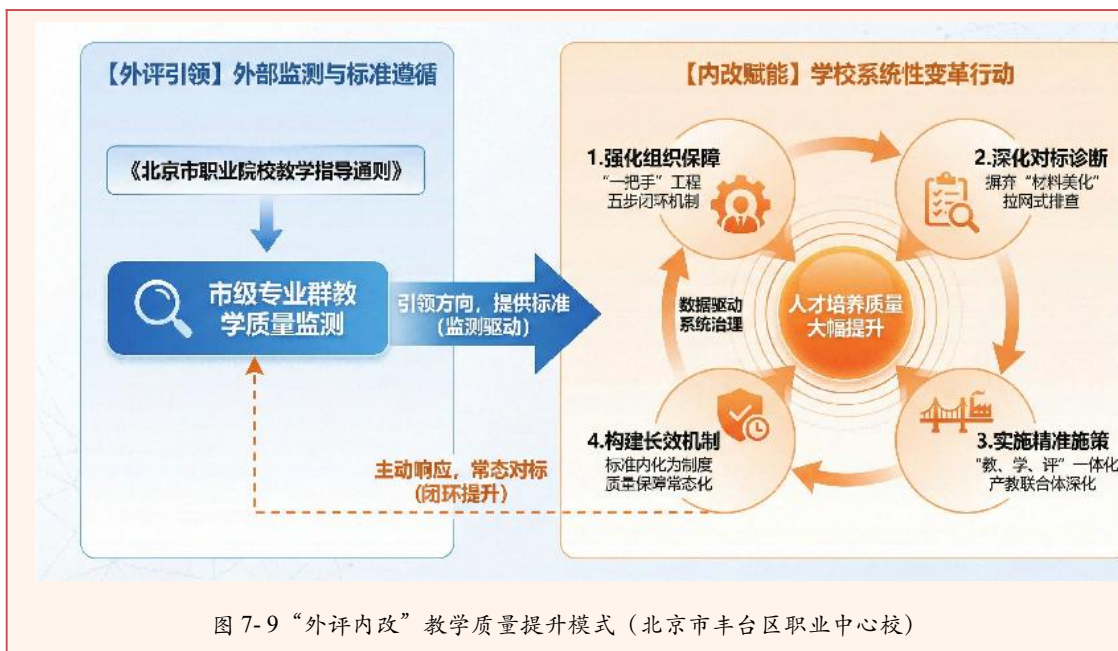 【外评引领】外部监测与标准遵循
《北京市职业院校教学指导通则》
市级专业群教
学质量监测
引领方向，提供标准
(监测驱动)
主动响应，常态对标
(闭环提升)
【内改赋能】学校系统性变革行动
1.强化组织保障
“一把手”工程
五步闭环机制
2.深化对标诊断
摒弃“材料美化”
拉网式排查
数据驱动
系统治理
人才培养质量
大幅提升
4.构建长效机制
标准内化为制度
质量保障常态化
3.实施精准施策
“教、学、评”一体化
产教联合体深化
图 7-9“外评内改”教学质量提升模式（北京市丰台区职业中心校）